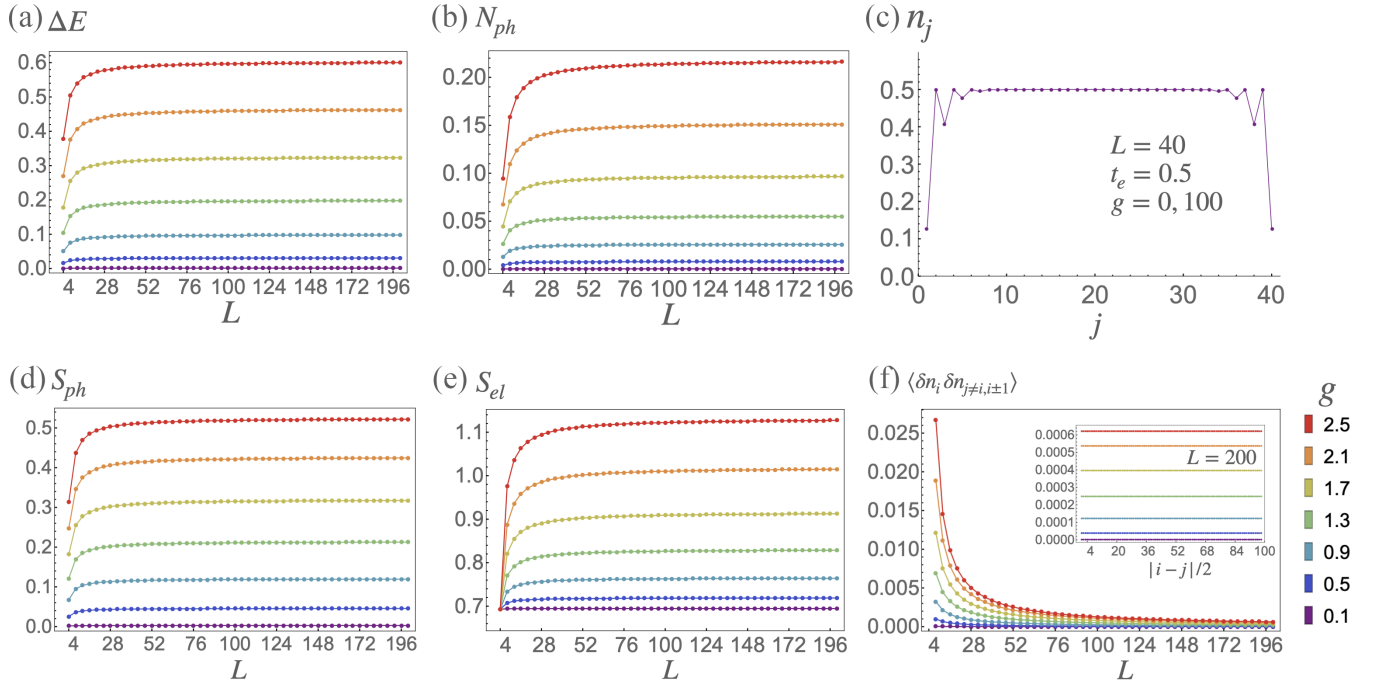 (a) ΔE
0.6
0.5
0.4
0.3
0.2
0.1
0.0
4 28 52 76 100 124 148 172 196
L
(b) N_ph
0.20
0.15
0.10
0.05
0.00
4 28 52 76 100 124 148 172 196
L
(c) n_j
0.5
0.4
0.3
0.2
0.1
0.0
L = 40
t_e = 0.5
g = 0, 100
0 10 20 30 40
j
(d) S_ph
0.5
0.4
0.3
0.2
0.1
0.0
4 28 52 76 100 124 148 172 196
L
(e) S_el
1.1
1.0
0.9
0.8
0.7
4 28 52 76 100 124 148 172 196
L
(f) ⟨δn_i δn_{j≠i,i±1}⟩
0.025
0.020
0.015
0.010
0.005
0.000
4 28 52 76 100 124 148 172 196
L
0.0006
0.0005
0.0004
0.0003
0.0002
0.0001
0.0000
L = 200
4 20 36 52 68 84 100
|i − j|/2
g
2.5
2.1
1.7
1.3
0.9
0.5
0.1